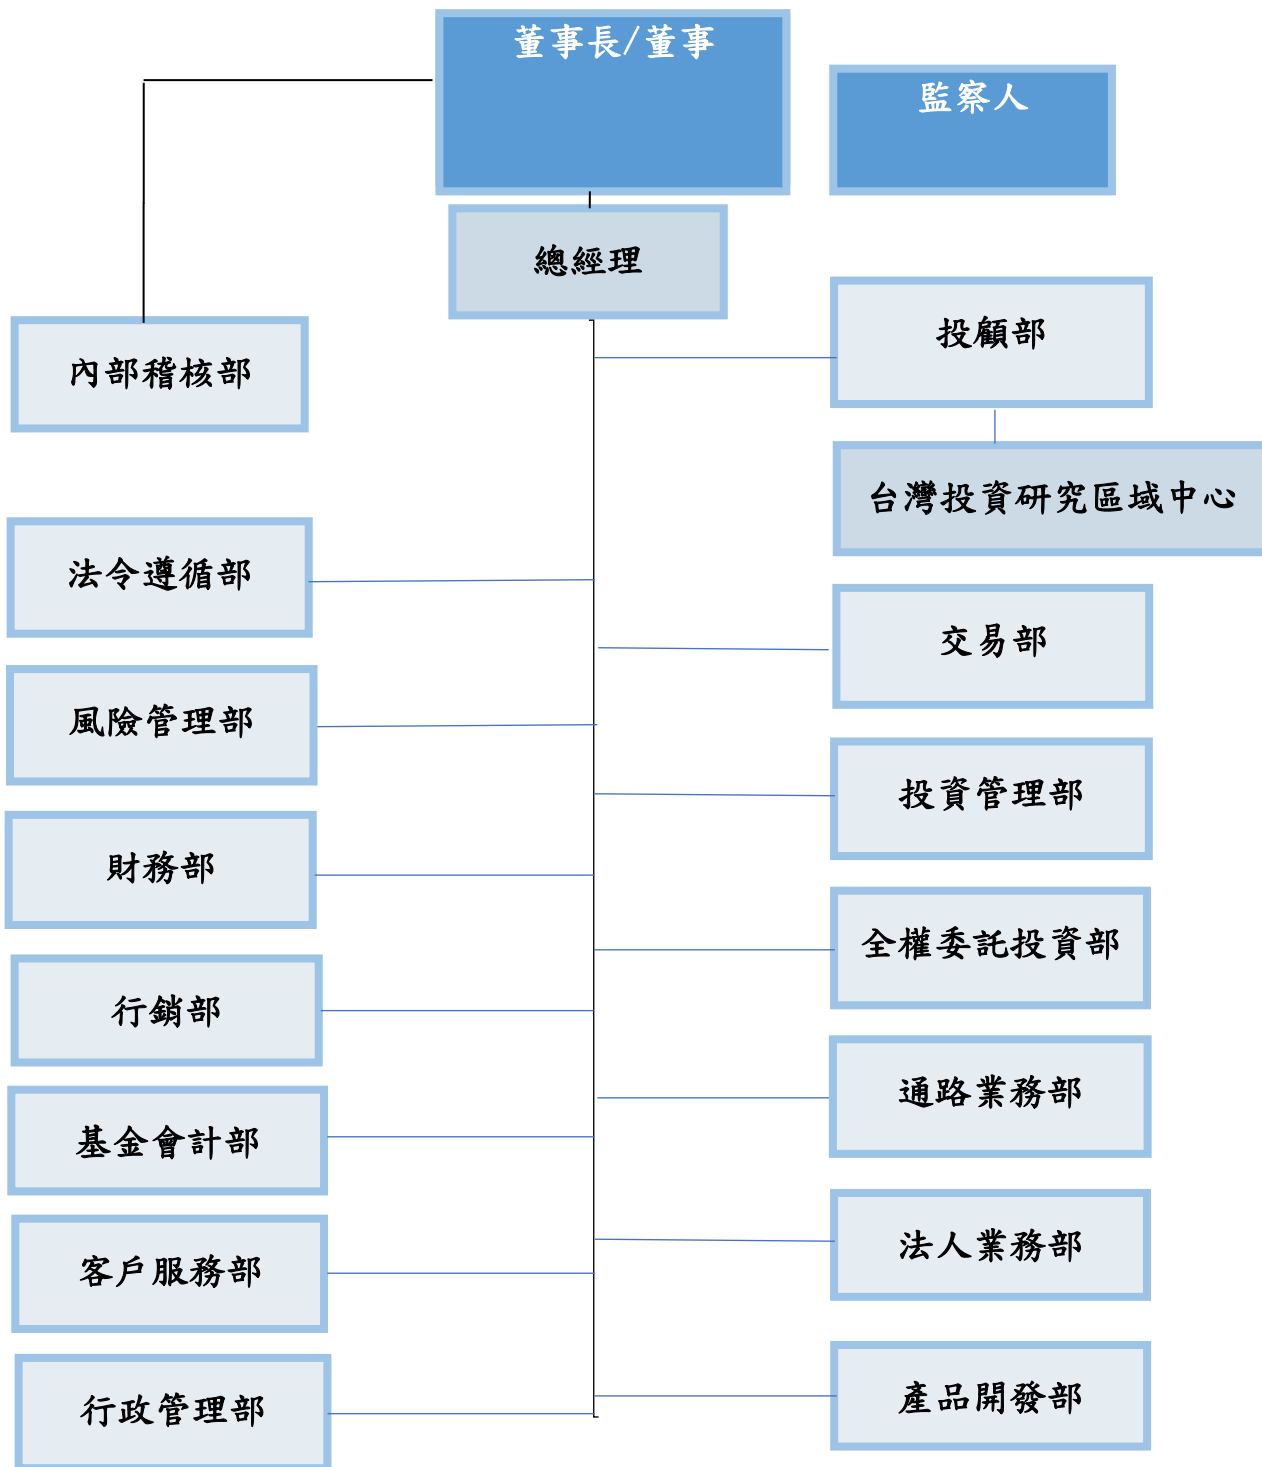 董事長/董事
監察人
總經理
內部稽核部
投顧部
台灣投資研究區域中心
法令遵循部
交易部
風險管理部
投資管理部
財務部
全權委託投資部
行銷部
通路業務部
基金會計部
法人業務部
客戶服務部
產品開發部
行政管理部